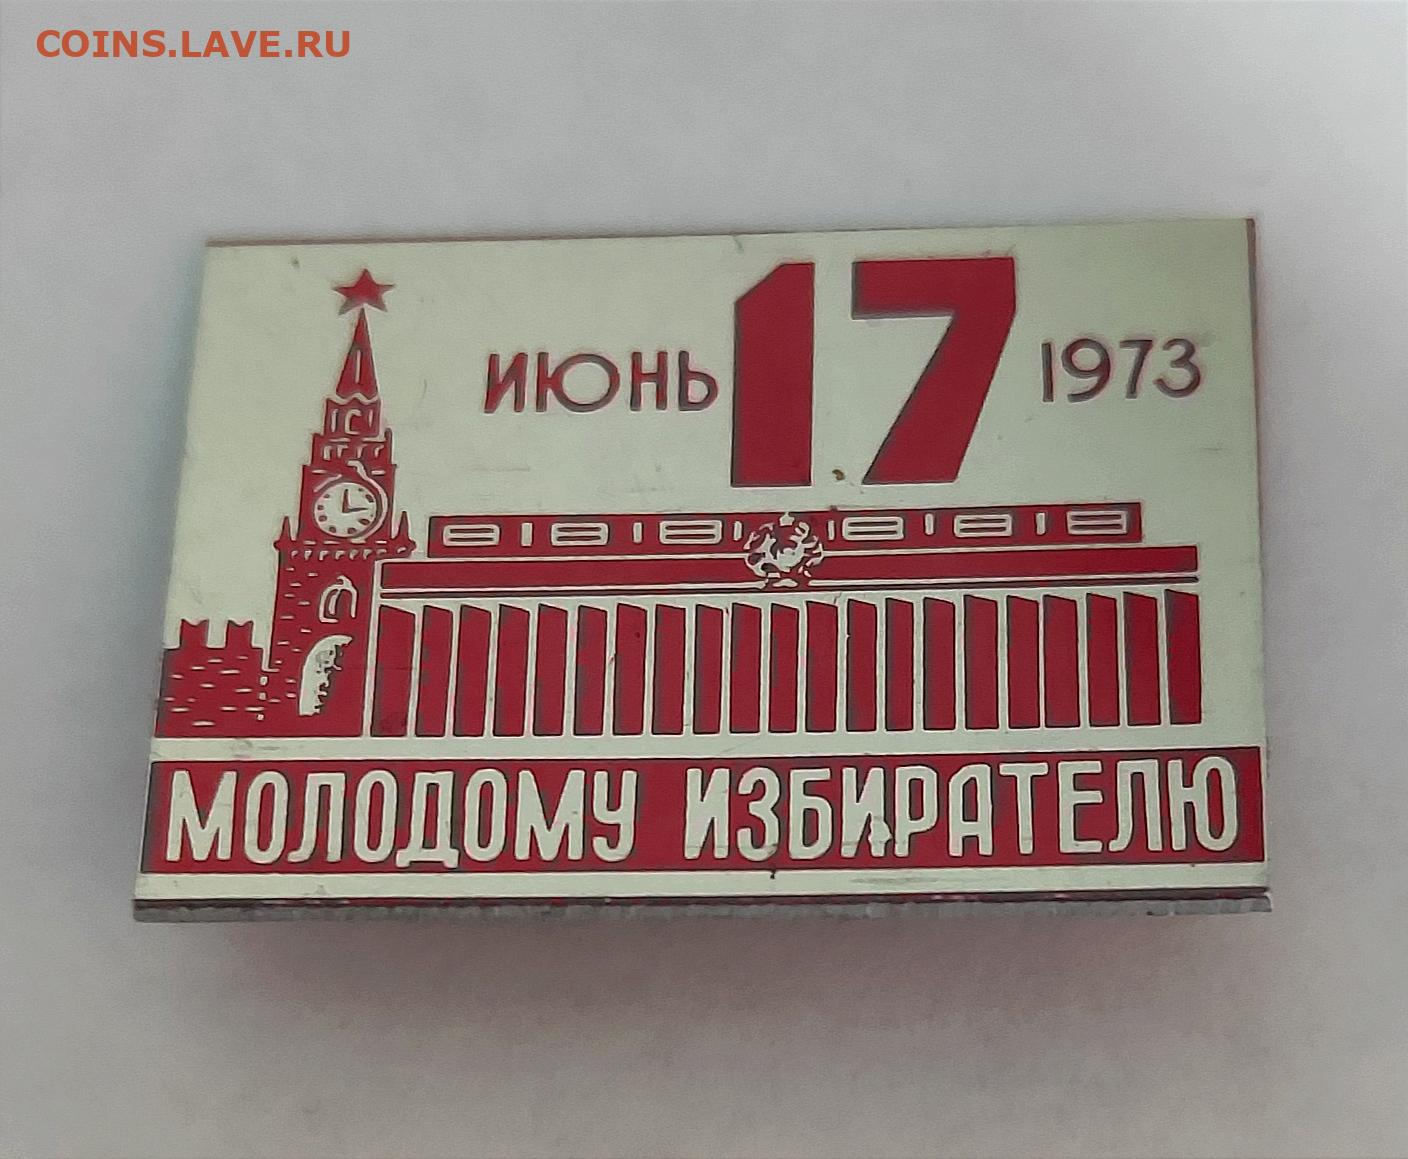 COINS.LAVE.RU
ИЮНЬ 17 1973
МОЛОДОМУ ИЗБИРАТЕЛЮ